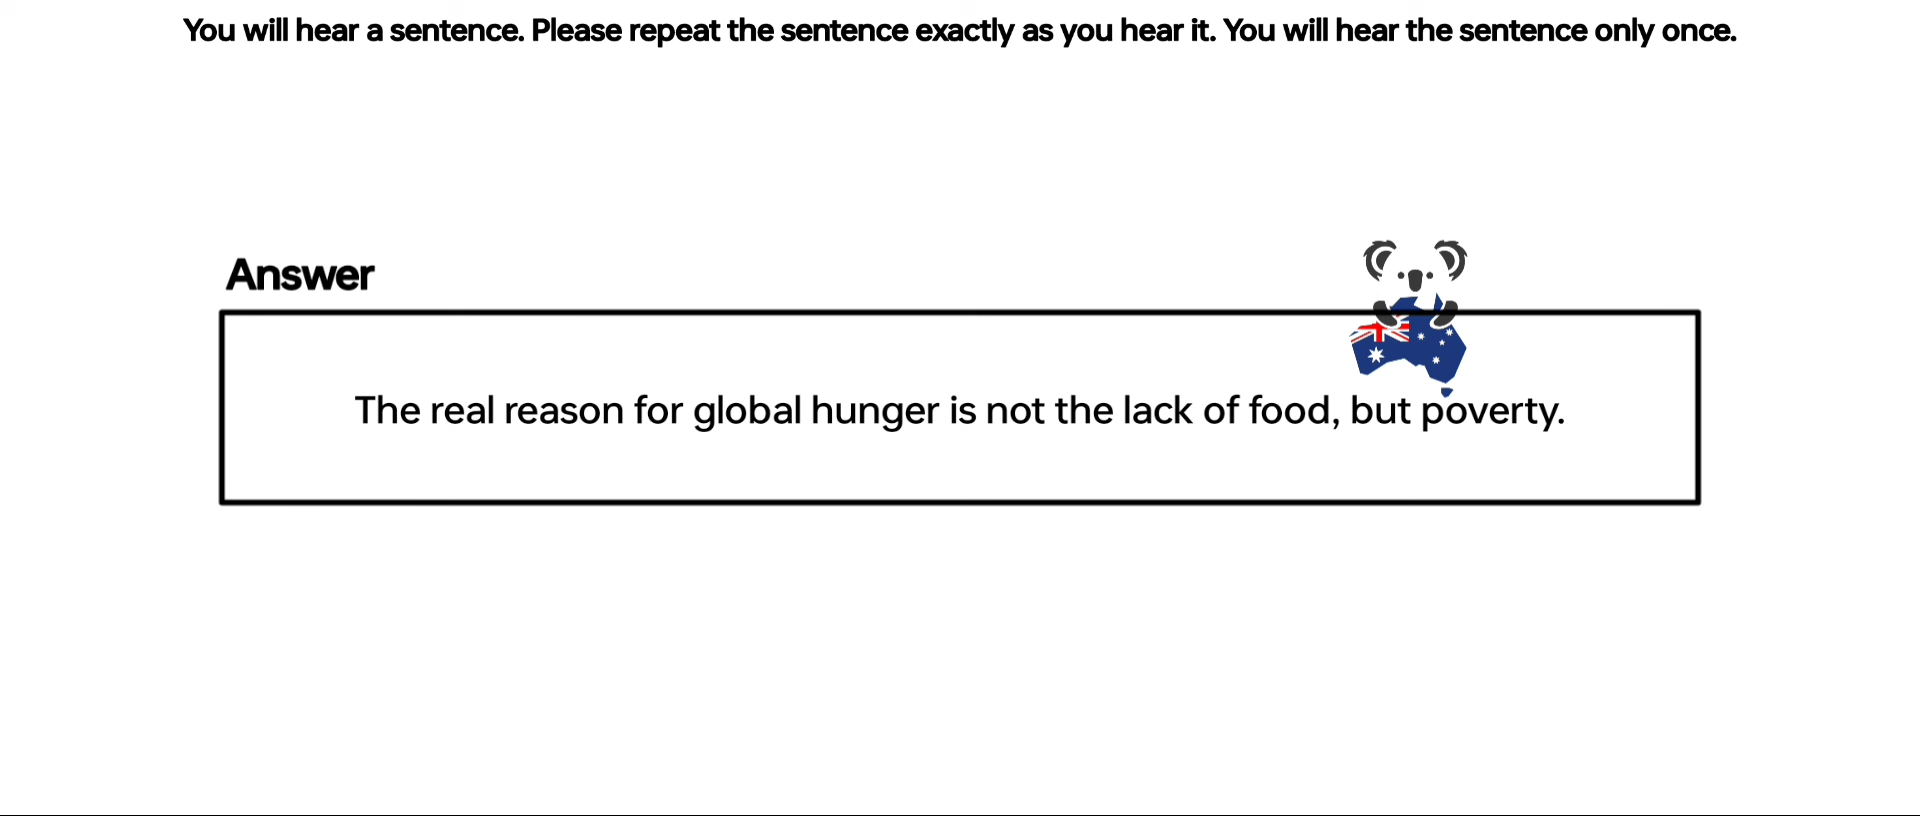 You will hear a sentence. Please repeat the sentence exactly as you hear it. You will hear the sentence only once.
Answer
The real reason for global hunger is not the lack of food, but poverty.